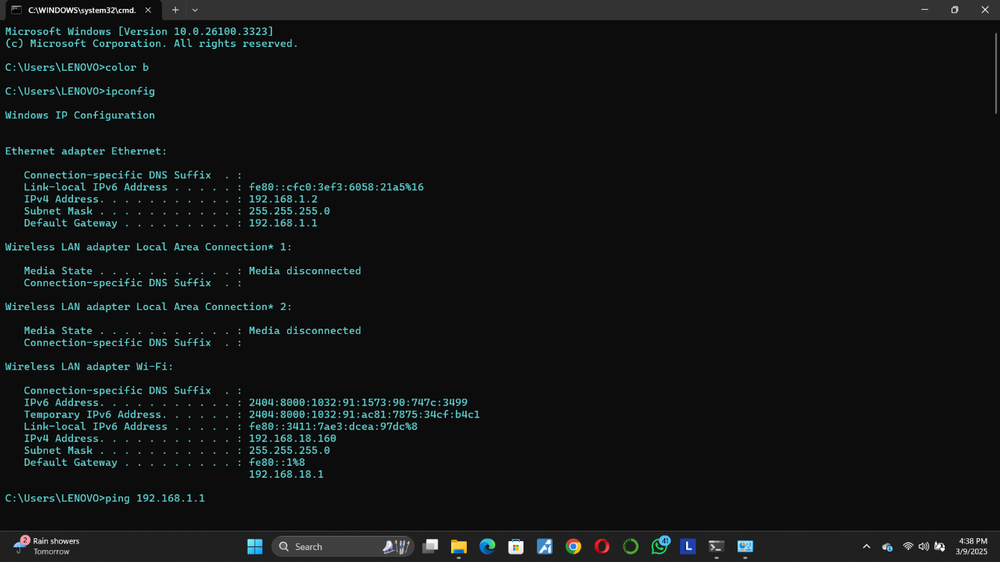 C:\WINDOWS\system32\cmd.
Microsoft Windows [Version 10.0.26100.3323]
(c) Microsoft Corporation. All rights reserved.
C:\Users\LENOVO>color b
C:\Users\LENOVO>ipconfig
Windows IP Configuration
Ethernet adapter Ethernet:
Connection-specific DNS Suffix  . :
Link-local IPv6 Address . . . . . : fe80::cfc0:3ef3:6058:21a5%16
IPv4 Address. . . . . . . . . . . : 192.168.1.2
Subnet Mask . . . . . . . . . . . : 255.255.255.0
Default Gateway . . . . . . . . . : 192.168.1.1
Wireless LAN adapter Local Area Connection* 1:
Media State . . . . . . . . . . . : Media disconnected
Connection-specific DNS Suffix  . :
Wireless LAN adapter Local Area Connection* 2:
Media State . . . . . . . . . . . : Media disconnected
Connection-specific DNS Suffix  . :
Wireless LAN adapter Wi-Fi:
Connection-specific DNS Suffix  . :
IPv6 Address. . . . . . . . . . . : 2404:8000:1032:91:1573:90:747c:3499
Temporary IPv6 Address. . . . . . : 2404:8000:1032:91:ac81:7875:34cf:b4c1
Link-local IPv6 Address . . . . . : fe80::3411:7ae3:dcea:97dc%8
IPv4 Address. . . . . . . . . . . : 192.168.18.160
Subnet Mask . . . . . . . . . . . : 255.255.255.0
Default Gateway . . . . . . . . . : fe80::1%8
192.168.18.1
C:\Users\LENOVO>ping 192.168.1.1
2
Rain showers
Tomorrow
Search
41
L
4:38 PM
3/9/2025